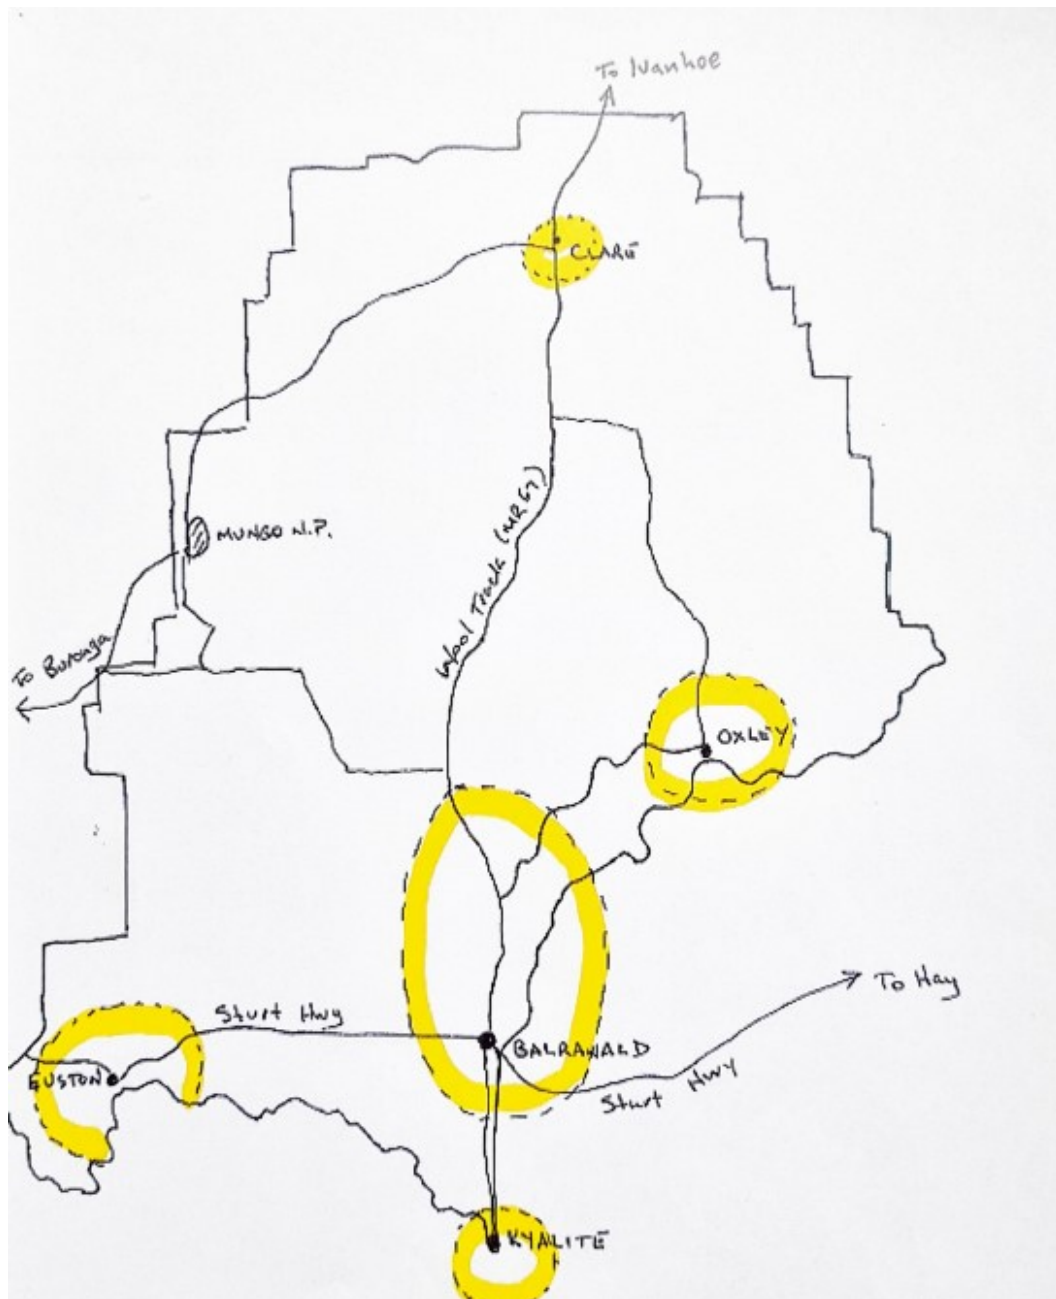 To Ivanhoe
CLARE
Wool Track (MR67)
MUNGO N.P.
To Buronga
OXLEY
To Hay
Sturt Hwy
BALRANALD
EUSTON
Sturt HWY
KYALITE